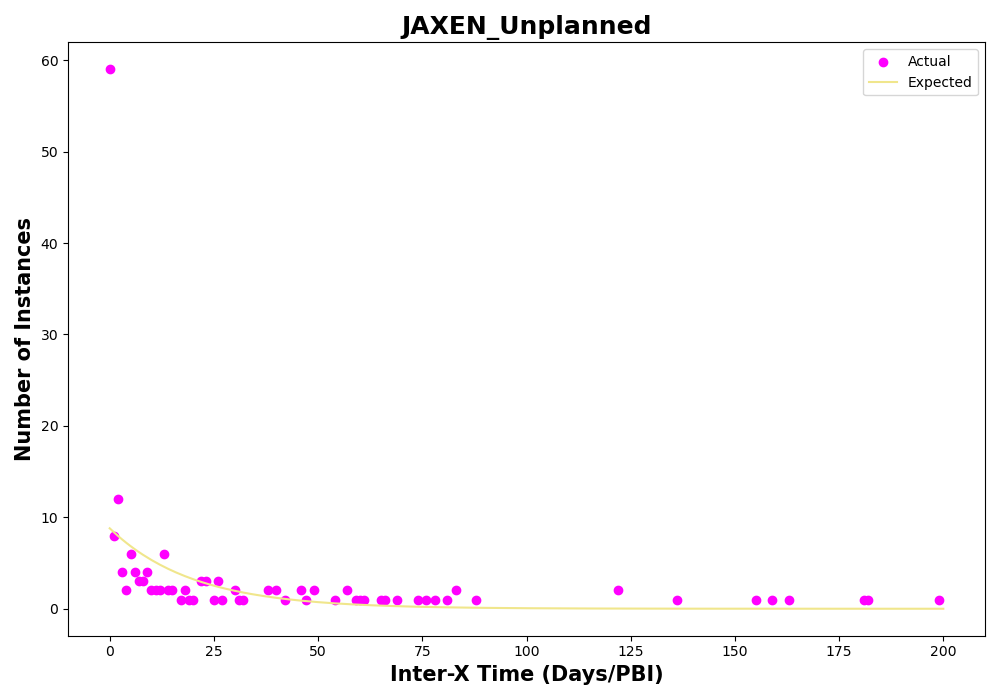 JAXEN_Unplanned
Actual
Expected
60
50
40
30
20
10
0
Number of Instances
0 25 50 75 100 125 150 175 200
Inter-X Time (Days/PBI)